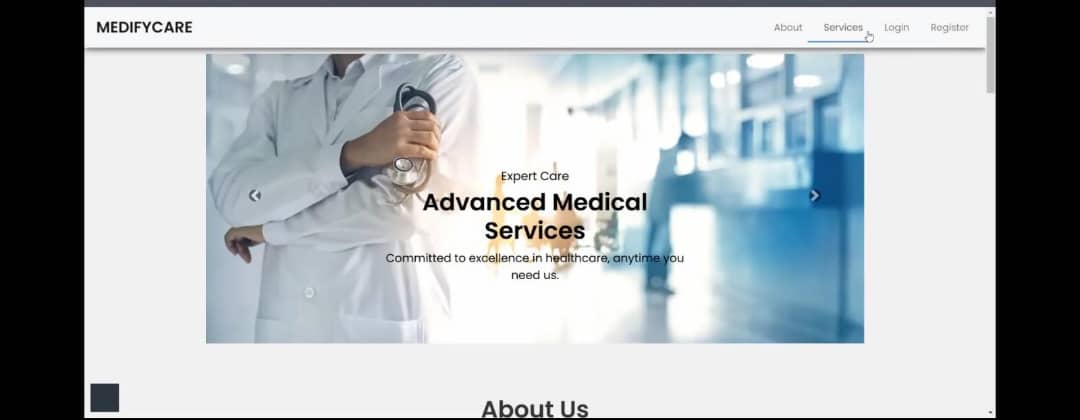 MEDIFYCARE
About Services Login Register
Expert Care
Advanced Medical
Services
Committed to excellence in healthcare, anytime you
need us.
About Us